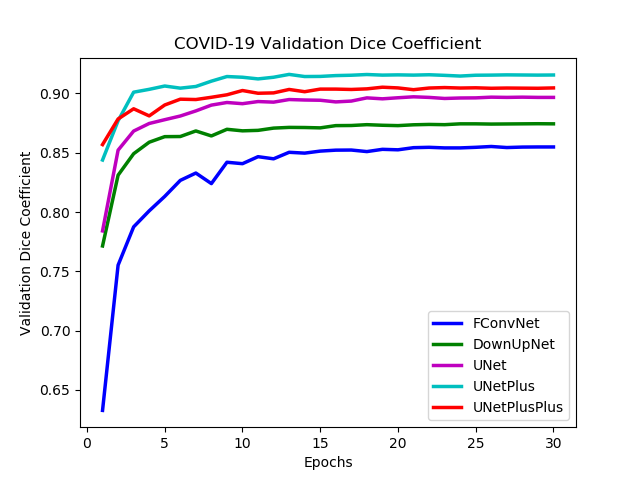 COVID-19 Validation Dice Coefficient
Validation Dice Coefficient
0.90
0.85
0.80
0.75
0.70
0.65
0
5
10
15
20
25
30
Epochs
FConvNet
DownUpNet
UNet
UNetPlus
UNetPlusPlus